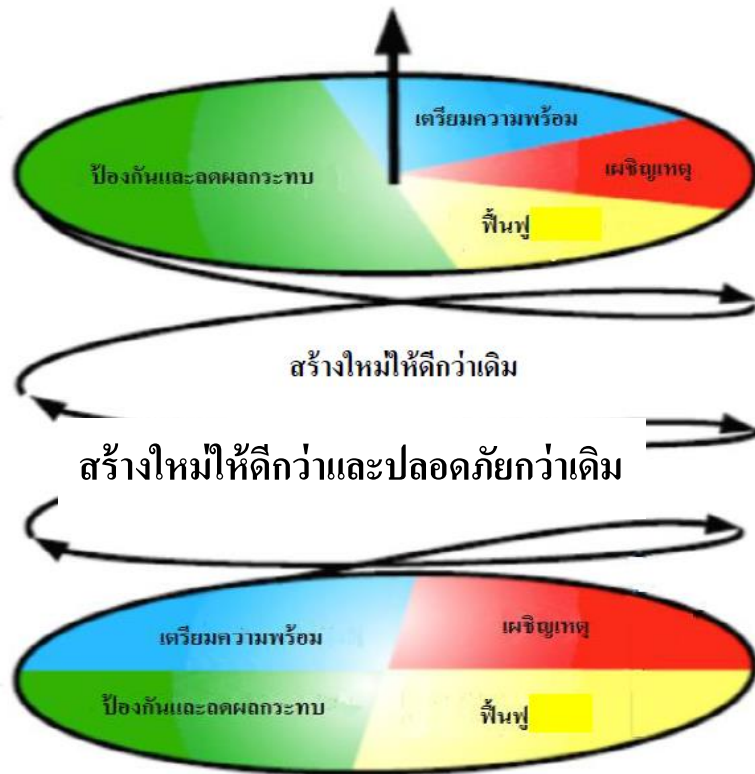 เตรียมความพร้อม
เผชิญเหตุ
ป้องกันและลดผลกระทบ
ฟื้นฟู
สร้างใหม่ให้ดีกว่าเดิม
สร้างใหม่ให้ดีกว่าและปลอดภัยกว่าเดิม
เตรียมความพร้อม
เผชิญเหตุ
ป้องกันและลดผลกระทบ
ฟื้นฟู